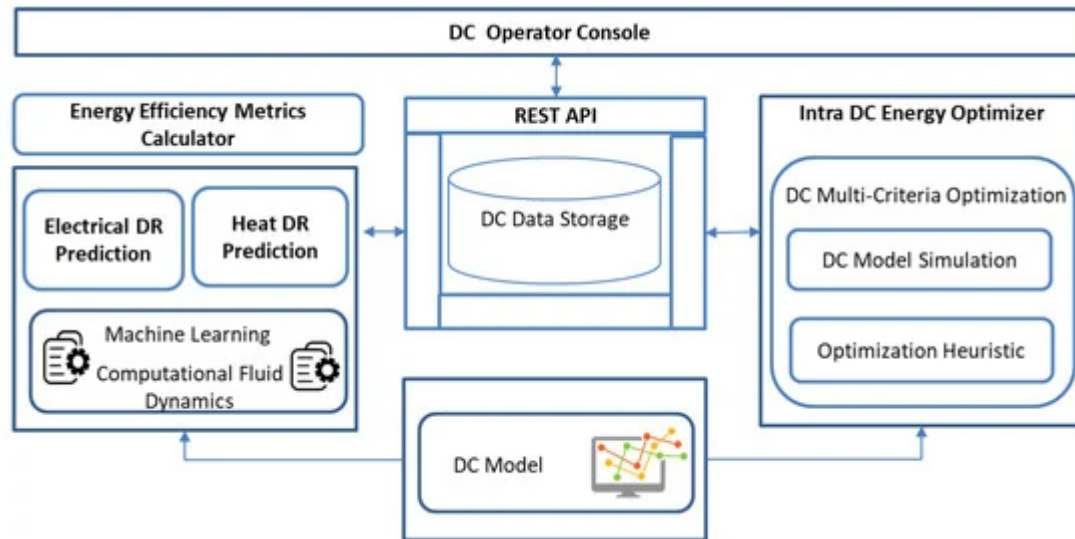 DC Operator Console
Energy Efficiency Metrics
Calculator
REST API
Intra DC Energy Optimizer
Electrical DR
Prediction
Heat DR
Prediction
DC Data Storage
DC Multi-Criteria Optimization
DC Model Simulation
Machine Learning
Computational Fluid
Dynamics
Optimization Heuristic
DC Model